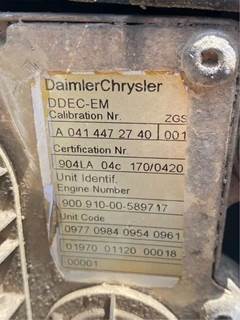 DaimlerChrysler
DDEC-EM
Calibration Nr. ZGS
A 041 447 27 40 001
Certification Nr.
904LA 04c 170/0420
Unit Identif.
Engine Number
900 910-00-589717
Unit Code
0977 0984 0954 0961
01970 01120 00018
00001